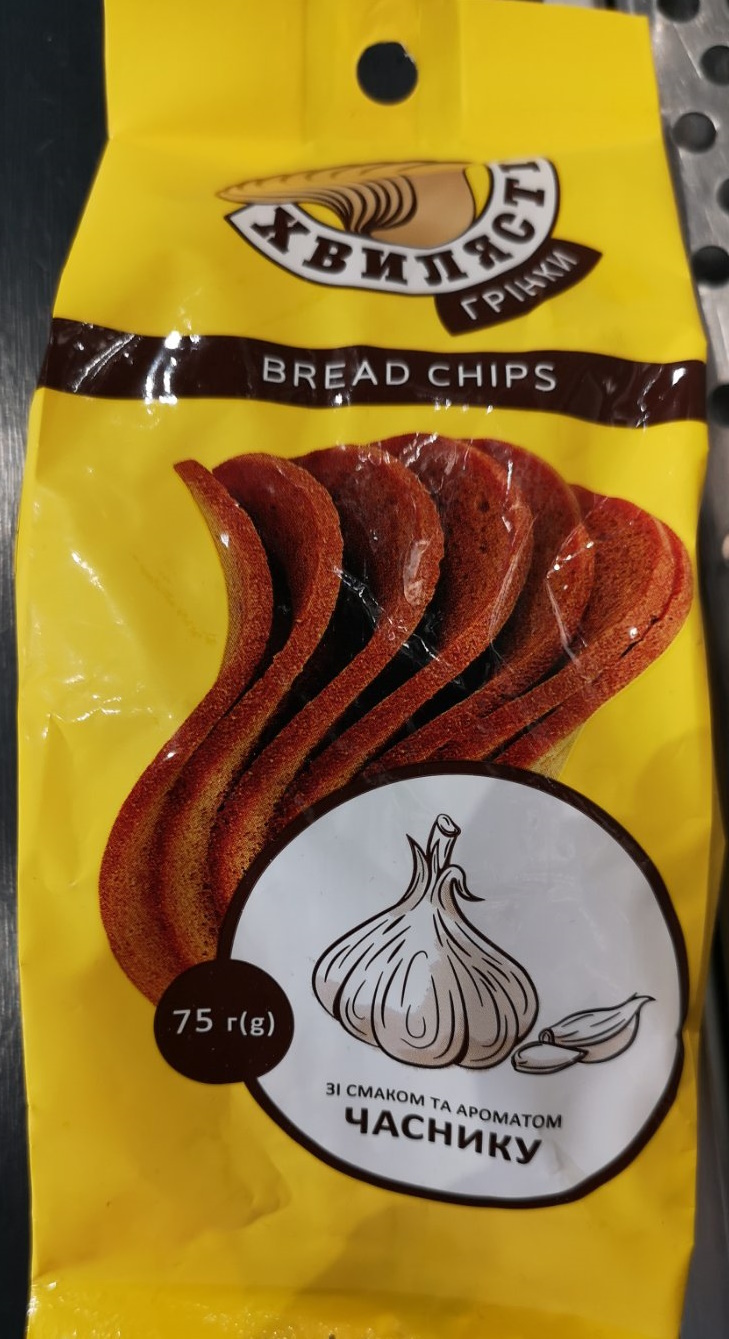 ХВИЛЯСТІ
ГРІНКИ
BREAD CHIPS
75 г(g)
ЗІ СМАКОМ ТА АРОМАТОМ
ЧАСНИКУ